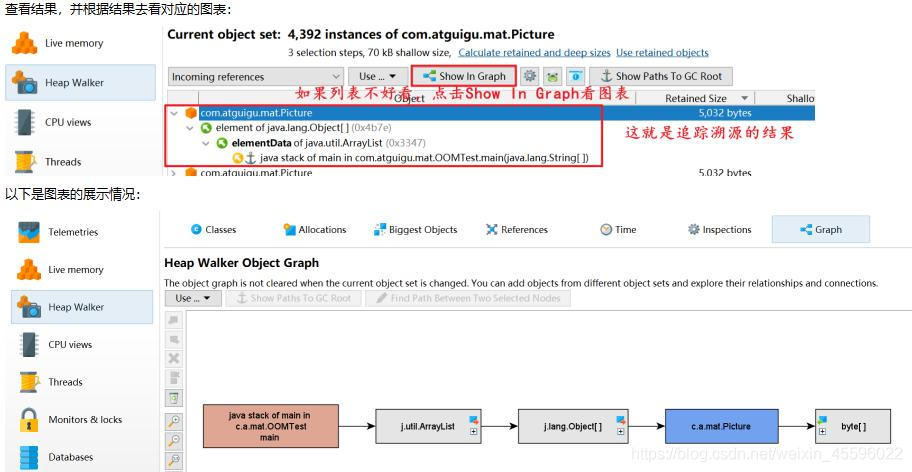 查看结果，并根据结果去看对应的图表：
Live memory
Heap Walker
CPU views
Threads
Current object set: 4,392 instances of com.atguigu.mat.Picture
3 selection steps, 70 kB shallow size, Calculate retained and deep sizes Use retained objects
Incoming references Use ... Show In Graph Show Paths To GC Root
如果列表不好看 点击Show In Graph看图表
Object Retained Size Shallo
com.atguigu.mat.Picture 5,032 bytes
element of java.lang.Object[] (0x4b7e)
elementData of java.util.ArrayList (0x3347)
java stack of main in com.atguigu.mat.OOMTest.main(java.lang.String[])
这就是追踪溯源的结果
com.atguigu.mat.Picture 5,032 bytes
以下是图表的展示情况：
Telemetries
Live memory
Heap Walker
CPU views
Threads
Monitors & locks
Databases
Classes Allocations Biggest Objects References Time Inspections Graph
Heap Walker Object Graph
The object graph is not cleared when the current object set is changed. You can add objects from different object sets and explore their relationships and connections.
Use ... Show Paths To GC Root Find Path Between Two Selected Nodes
java stack of main in
c.a.mat.OOMTest
main
j.util.ArrayList
j.lang.Object[]
c.a.mat.Picture
byte[]
https://blog.csdn.net/weixin_45596022